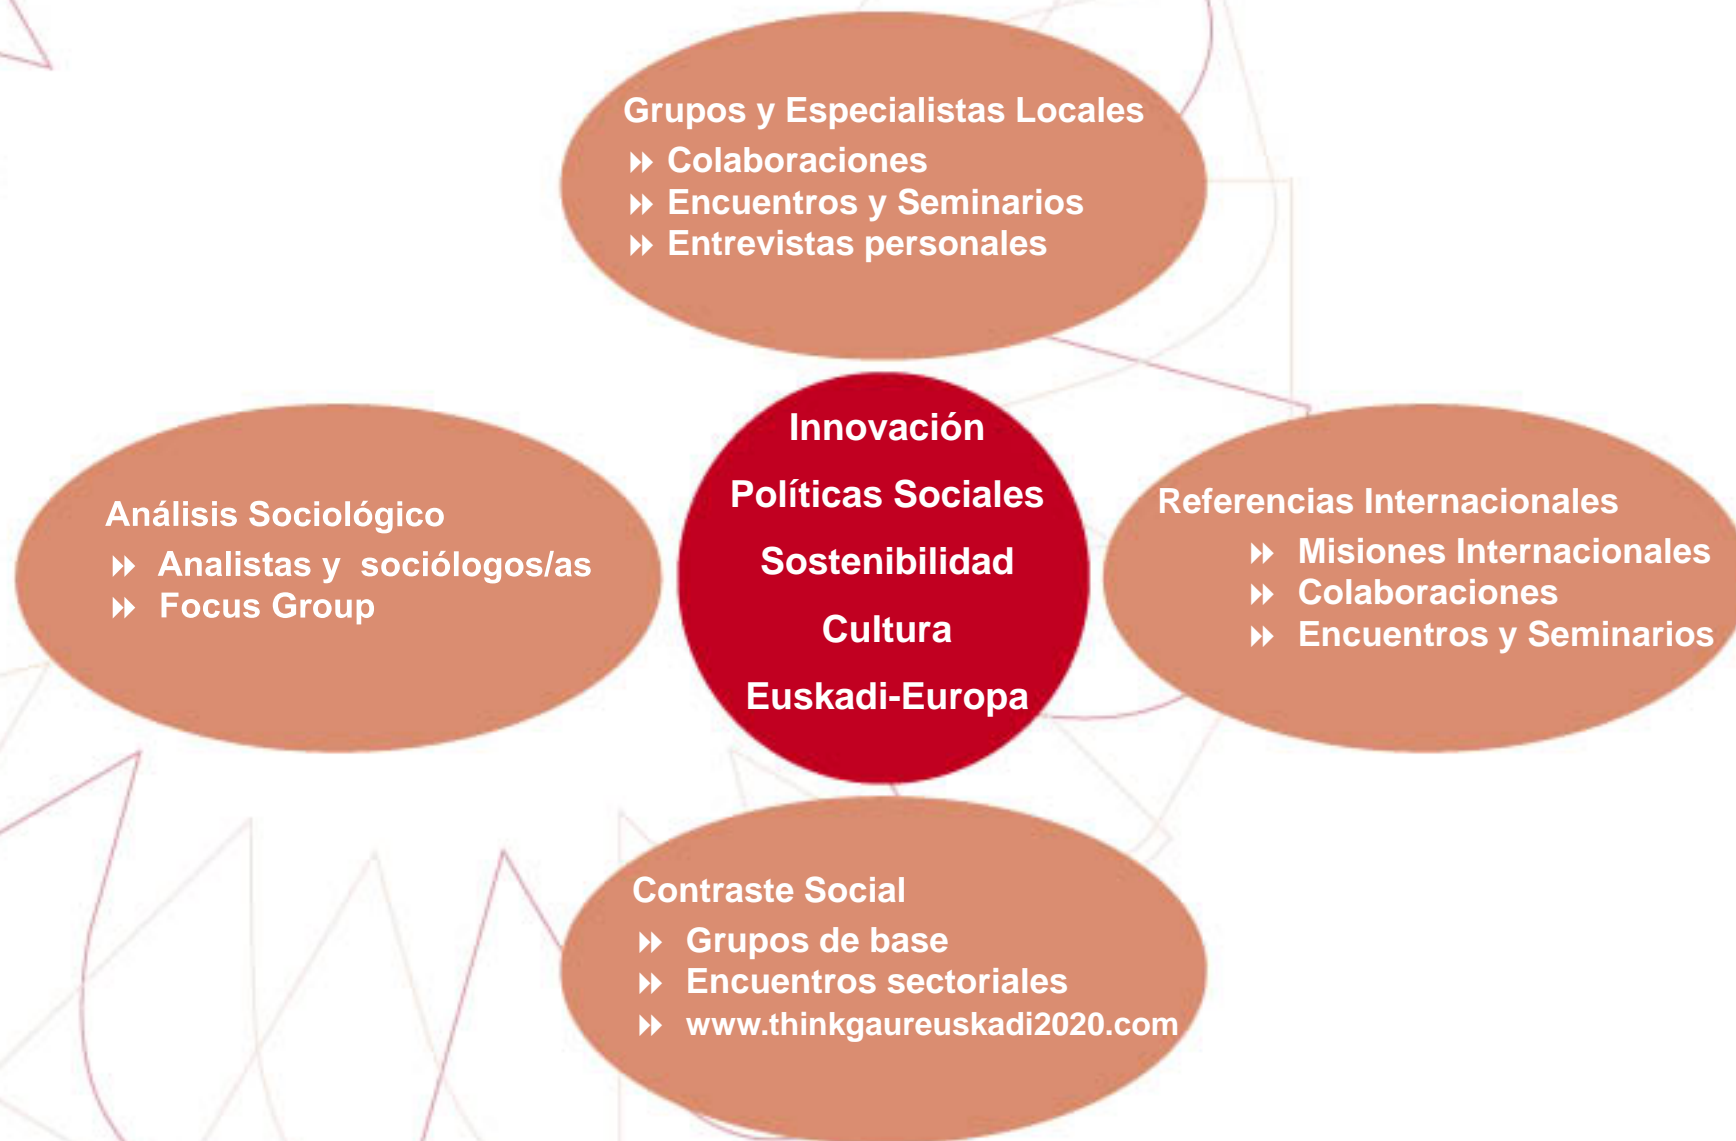 Grupos y Especialistas Locales
Colaboraciones
Encuentros y Seminarios
Entrevistas personales
Innovación
Políticas Sociales
Sostenibilidad
Cultura
Euskadi-Europa
Análisis Sociológico
Analistas y sociólogos/as
Focus Group
Referencias Internacionales
Misiones Internacionales
Colaboraciones
Encuentros y Seminarios
Contraste Social
Grupos de base
Encuentros sectoriales
www.thinkgaureuskadi2020.com